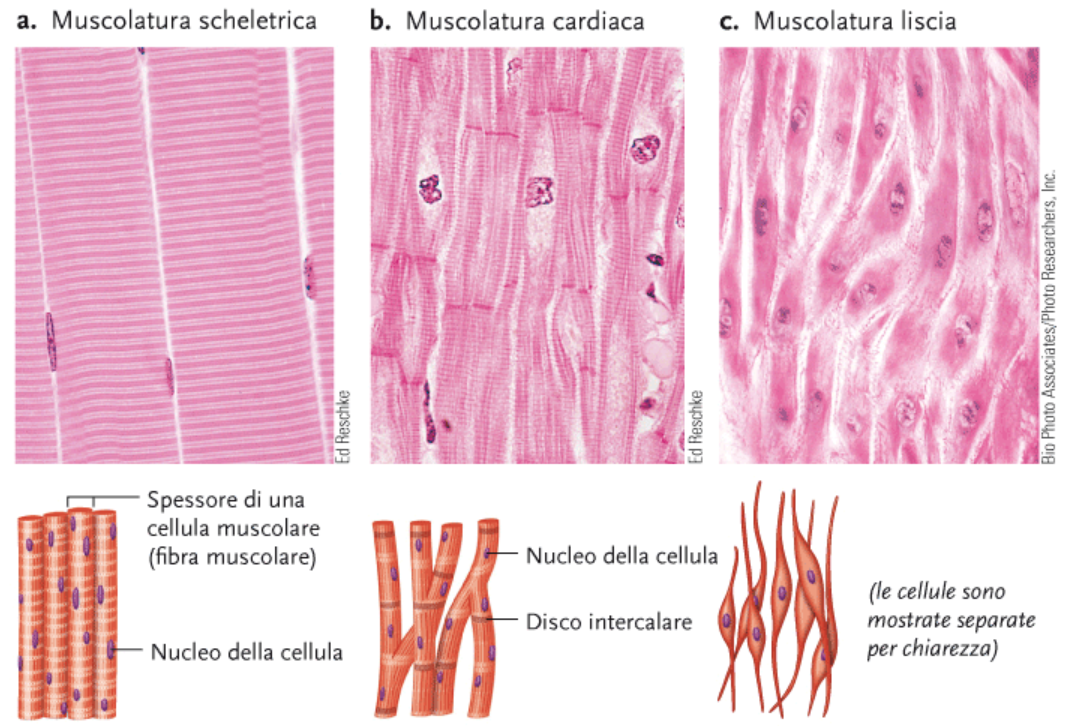 a. Muscolatura scheletrica
b. Muscolatura cardiaca
c. Muscolatura liscia
Ed Reschke
Ed Reschke
Bio Photo Associates/Photo Researchers, Inc.
Spessore di una
cellula muscolare
(fibra muscolare)
Nucleo della cellula
Nucleo della cellula
Disco intercalare
(le cellule sono
mostrate separate
per chiarezza)